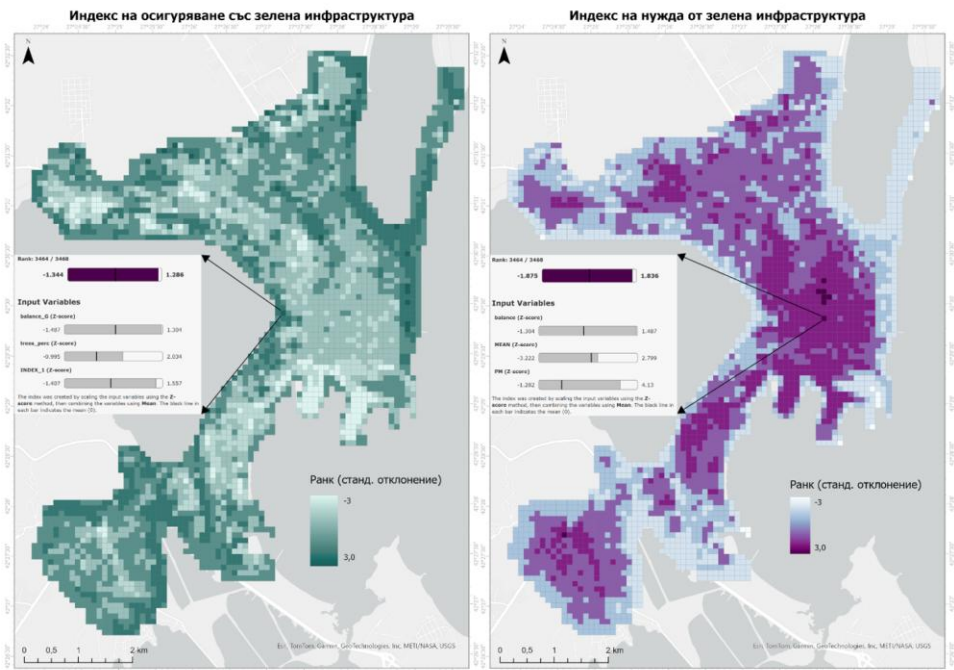 Индекс на осигуряване със зелена инфраструктура
N
Rank: 3464 / 3468
-1.344 1.286
Input Variables
balance_G (Z-score)
-1.487 1.304
trees_perc (Z-score)
-0.995 2.034
INDEX_1 (Z-score)
-1.407 1.557
The index was created by scaling the input variables using the Z-
score method, then combining the variables using Mean. The black line in
each bar indicates the mean (0).
Ранк (станд. отклонение)
-3
3,0
Esri, TomTom, Garmin, GeoTechnologies, Inc, METI/NASA, USGS
0 0,5 1 2 km
Индекс на нужда от зелена инфраструктура
N
Rank: 3464 / 3468
-1.875 1.836
Input Variables
balance (Z-score)
-1.304 1.487
MEAN (Z-score)
-3.222 2.799
PM (Z-score)
-1.282 4.13
The index was created by scaling the input variables using the Z-
score method, then combining the variables using Mean. The black line in
each bar indicates the mean (0).
Ранк (станд. отклонение)
-3
3,0
Esri, TomTom, Garmin, GeoTechnologies, Inc, METI/NASA, USGS
0 0,5 1 2 km